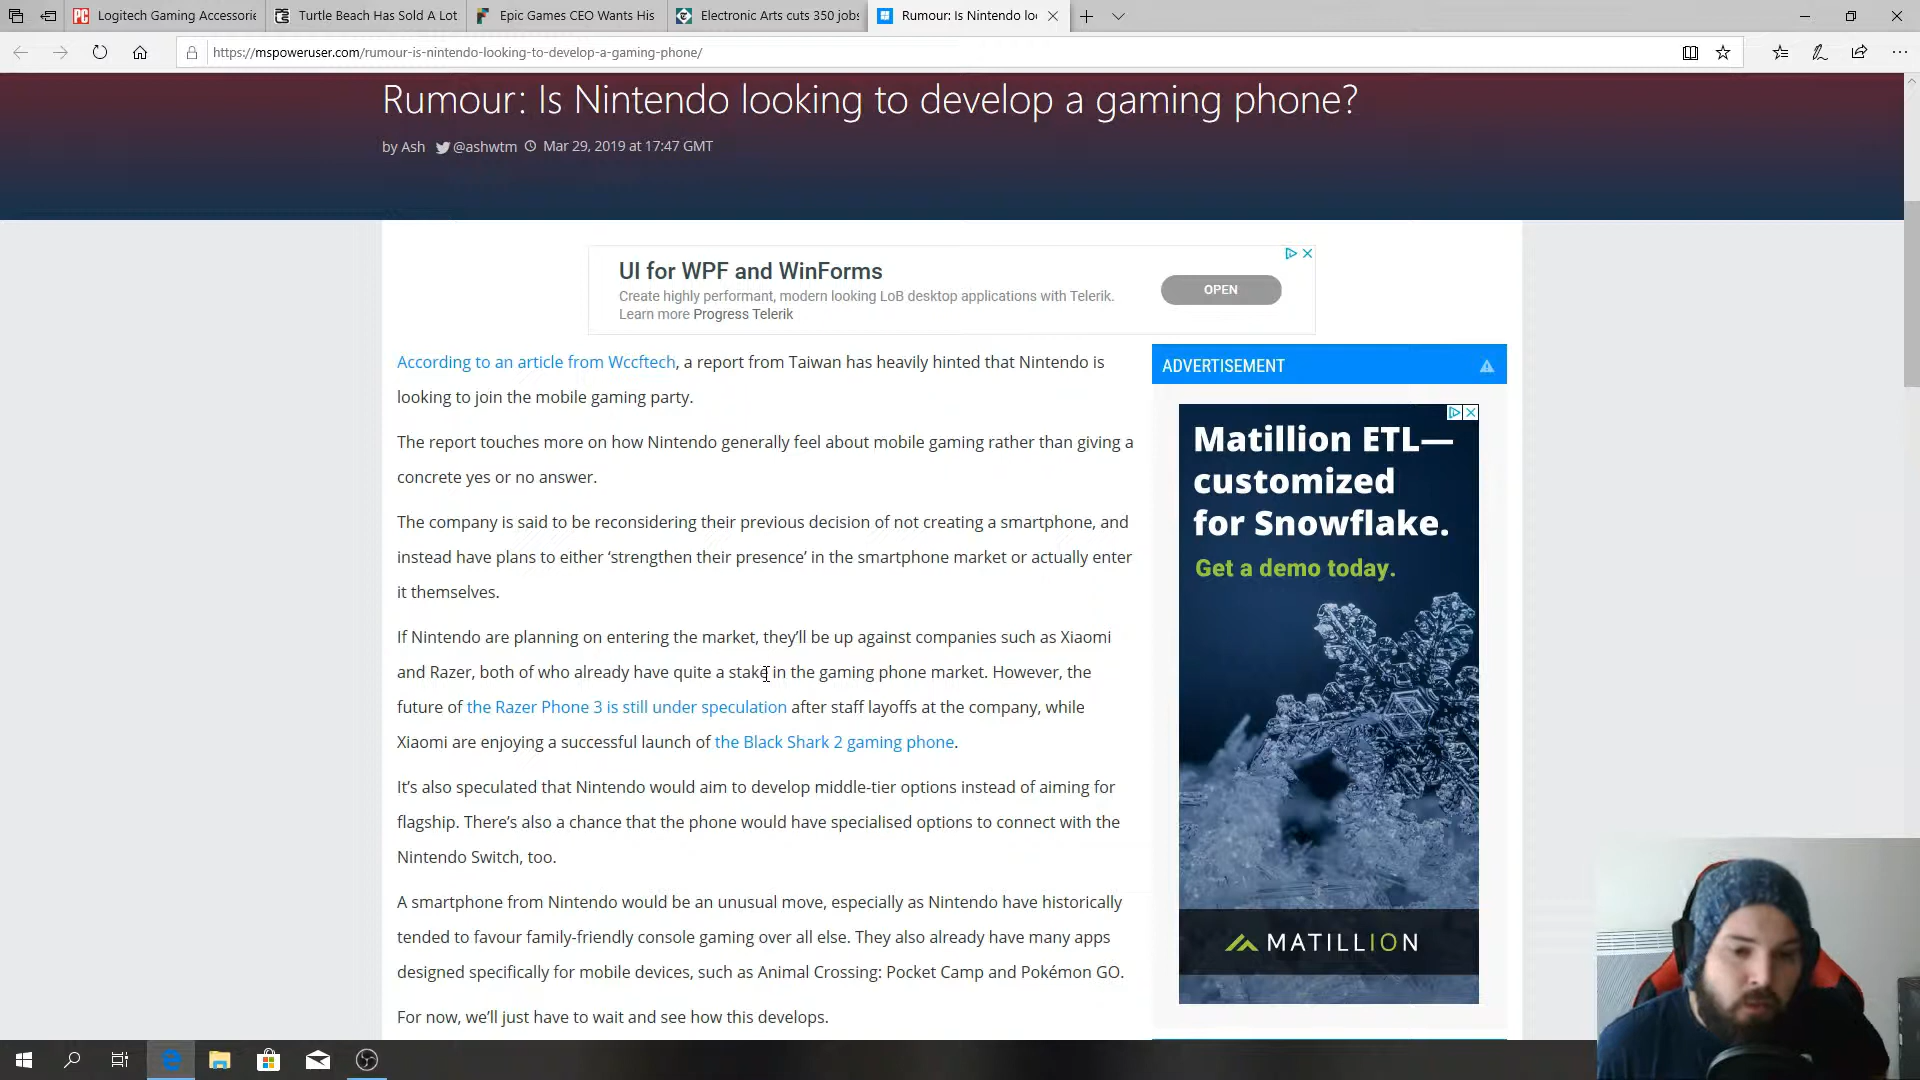 Logitech Gaming Accessorie
Turtle Beach Has Sold A Lot
Epic Games CEO Wants His
Electronic Arts cuts 350 jobs
Rumour: Is Nintendo lo
https://mspoweruser.com/rumour-is-nintendo-looking-to-develop-a-gaming-phone/
Rumour: Is Nintendo looking to develop a gaming phone?
by Ash @ashwtm Mar 29, 2019 at 17:47 GMT
UI for WPF and WinForms
Create highly performant, modern looking LoB desktop applications with Telerik.
Learn more Progress Telerik
OPEN
According to an article from Wccftech, a report from Taiwan has heavily hinted that Nintendo is
looking to join the mobile gaming party.
The report touches more on how Nintendo generally feel about mobile gaming rather than giving a
concrete yes or no answer.
The company is said to be reconsidering their previous decision of not creating a smartphone, and
instead have plans to either ‘strengthen their presence’ in the smartphone market or actually enter
it themselves.
If Nintendo are planning on entering the market, they’ll be up against companies such as Xiaomi
and Razer, both of who already have quite a stake in the gaming phone market. However, the
future of the Razer Phone 3 is still under speculation after staff layoffs at the company, while
Xiaomi are enjoying a successful launch of the Black Shark 2 gaming phone.
It’s also speculated that Nintendo would aim to develop middle-tier options instead of aiming for
flagship. There’s also a chance that the phone would have specialised options to connect with the
Nintendo Switch, too.
A smartphone from Nintendo would be an unusual move, especially as Nintendo have historically
tended to favour family-friendly console gaming over all else. They also already have many apps
designed specifically for mobile devices, such as Animal Crossing: Pocket Camp and Pokémon GO.
For now, we’ll just have to wait and see how this develops.
ADVERTISEMENT
Matillion ETL—
customized
for Snowflake.
Get a demo today.
MATILLION